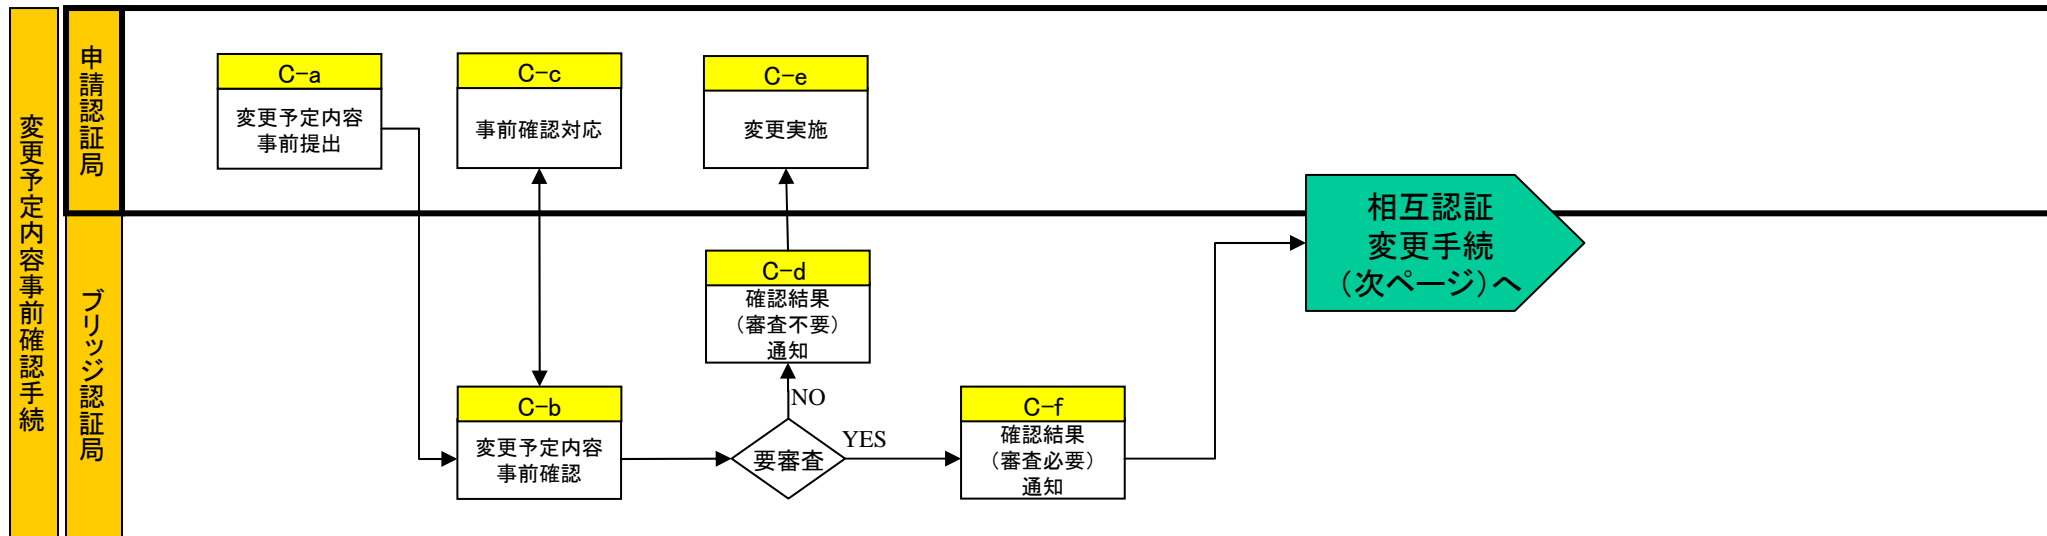 変更予定内容事前確認手続
申請認証局
ブリッジ認証局
C-a
変更予定内容
事前提出
C-c
事前確認対応
C-e
変更実施
相互認証
変更手続
（次ページ）へ
C-d
確認結果
（審査不要）
通知
NO
C-b
変更予定内容
事前確認
要審査
YES
C-f
確認結果
（審査必要）
通知